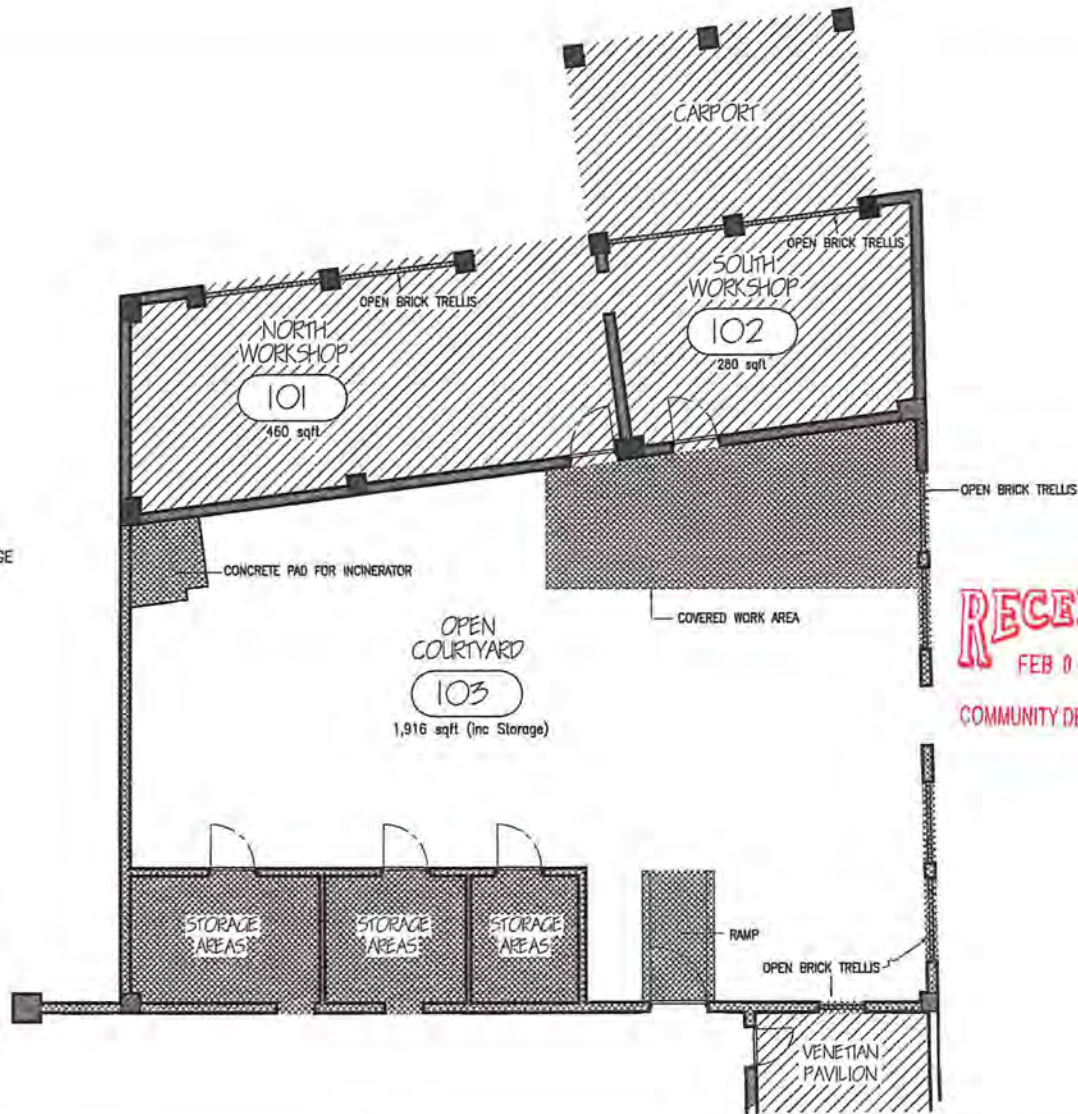 CARPORT
OPEN BRICK TRELLIS
SOUTH
WORKSHOP
102
280 sqft
OPEN BRICK TRELLIS
NORTH
WORKSHOP
101
460 sqft
OPEN BRICK TRELLIS
CONCRETE PAD FOR INCINERATOR
COVERED WORK AREA
OPEN
COURTYARD
103
1,916 sqft (inc Storage)
FEB 0
COMMUNITY
STORAGE
AREAS
STORAGE
AREAS
STORAGE
AREAS
RAMP
OPEN BRICK TRELLIS
VENETIAN
PAVILION